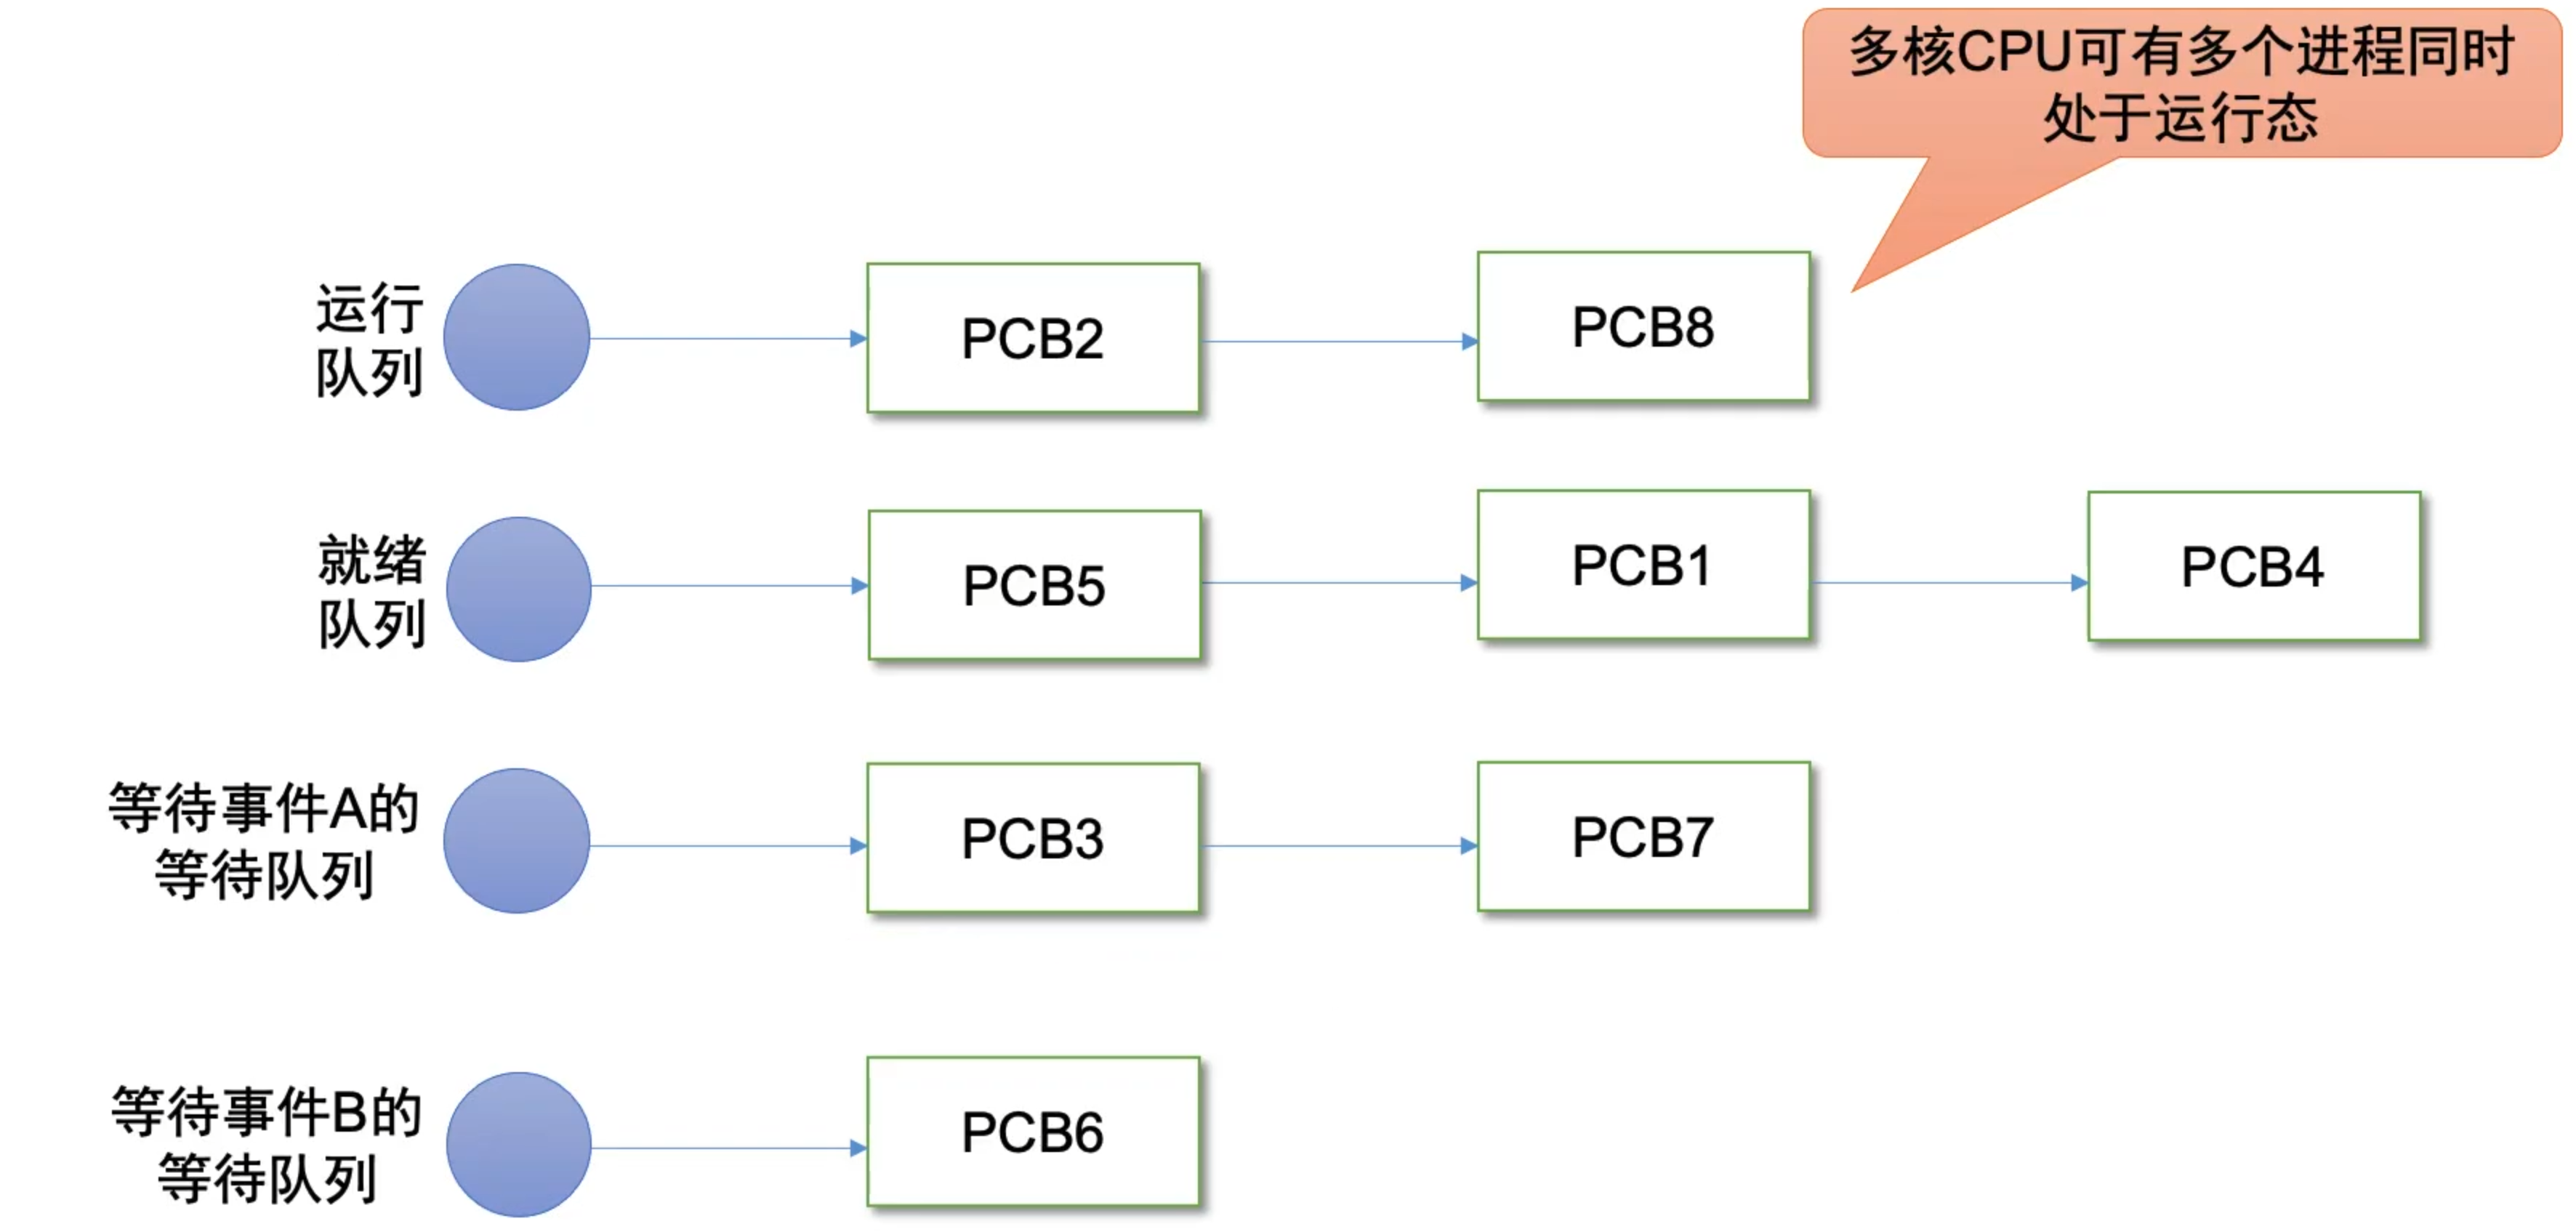 多核CPU可有多个进程同时
处于运行态
运行
队列
PCB2
PCB8
就绪
队列
PCB5
PCB1
PCB4
等待事件A的
等待队列
PCB3
PCB7
等待事件B的
等待队列
PCB6